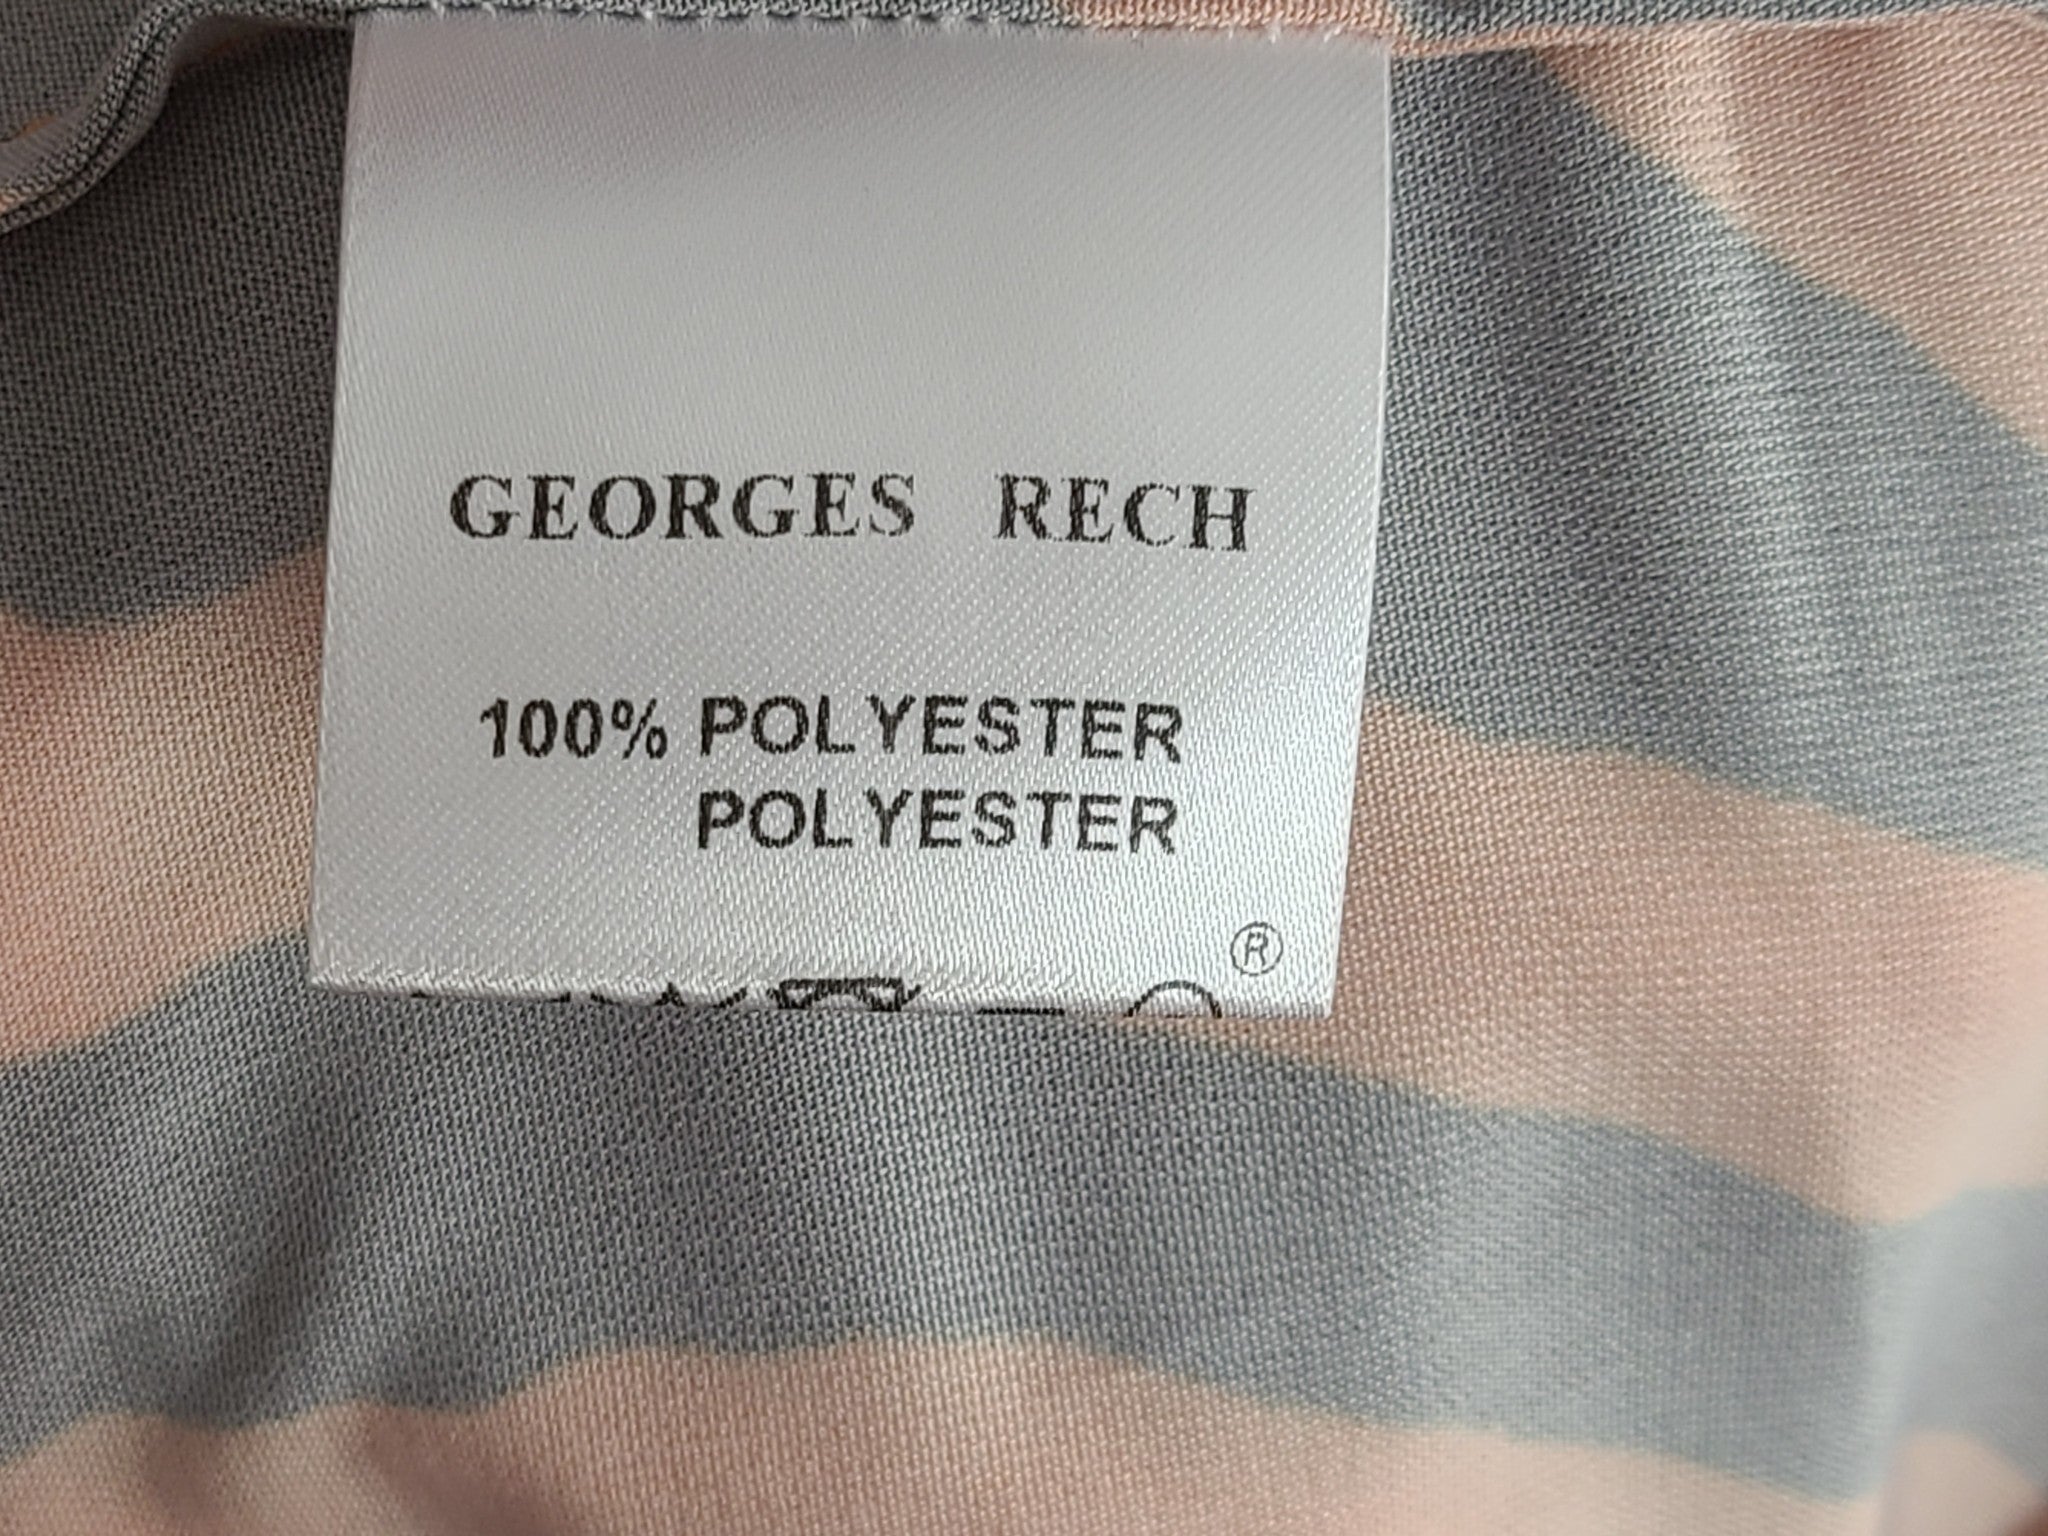 GEORGES RECH
100% POLYESTER
POLYESTER
®